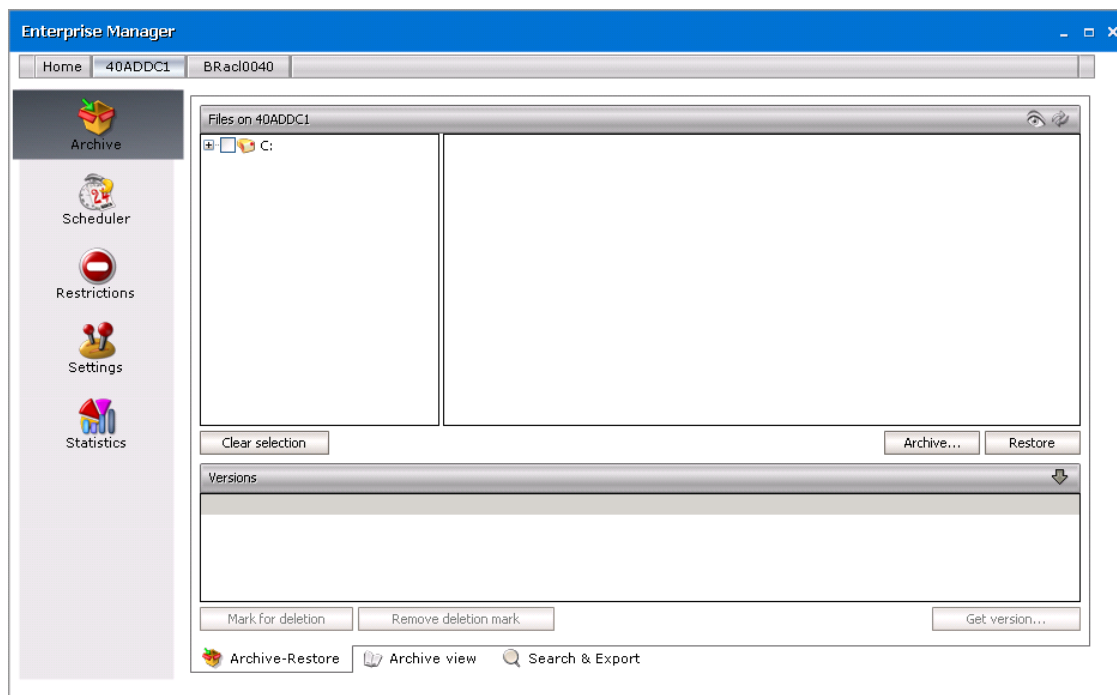 Enterprise Manager
Home 40ADDC1 BRacl0040
Archive
Scheduler
Restrictions
Settings
Statistics
Files on 40ADDC1
C:
Clear selection Archive... Restore
Versions
Mark for deletion Remove deletion mark Get version...
Archive-Restore Archive view Search & Export